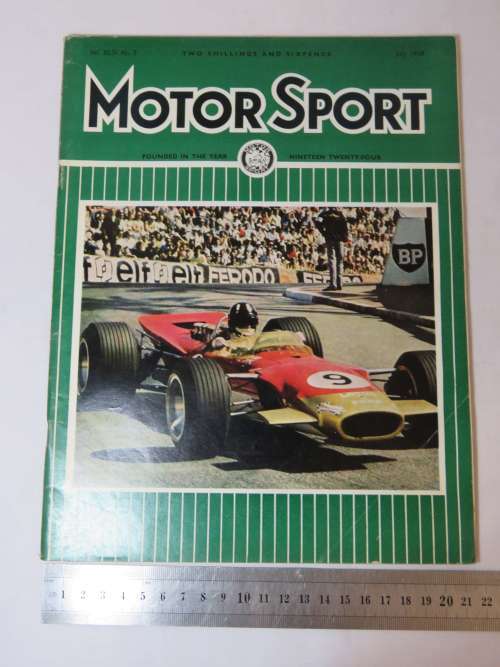 TWO SHILLINGS AND SIXPENCE
July 1968
MOTOR SPORT
FOUNDED IN THE YEAR NINETEEN TWENTY-FOUR
elf elf FERODO
BP
9
1 2 3 4 5 6 7 8 9 10 11 12 13 14 15 16 17 18 19 20 21 22